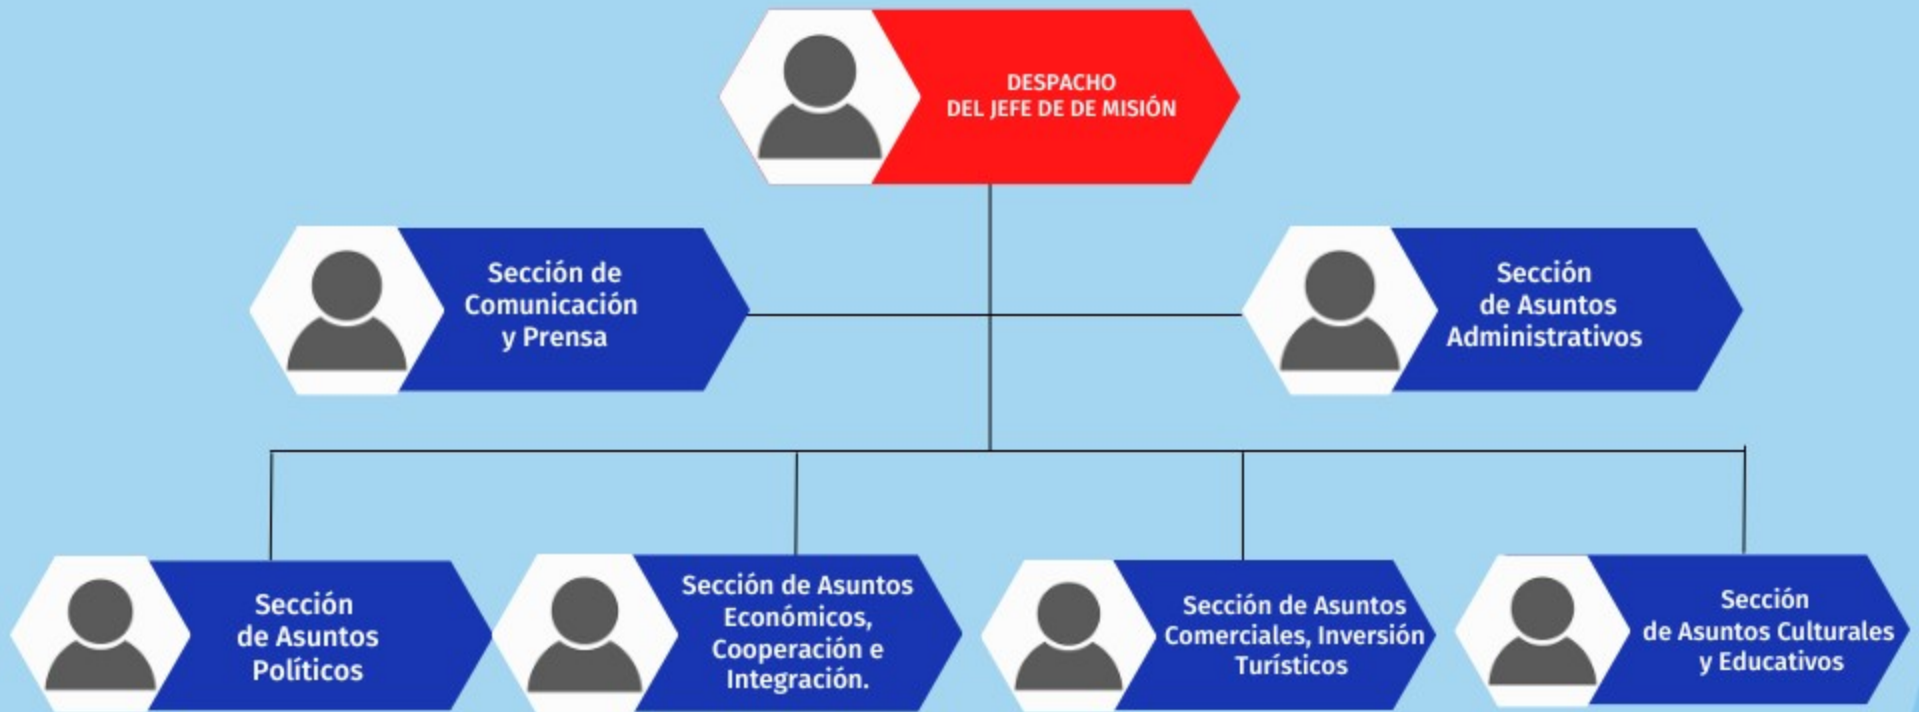 DESPACHO
DEL JEFE DE DE MISIÓN
Sección de
Comunicación
y Prensa
Sección
de Asuntos
Administrativos
Sección
de Asuntos
Políticos
Sección de Asuntos
Económicos,
Cooperación e
Integración.
Sección de Asuntos
Comerciales, Inversión
Turísticos
Sección
de Asuntos Culturales
y Educativos